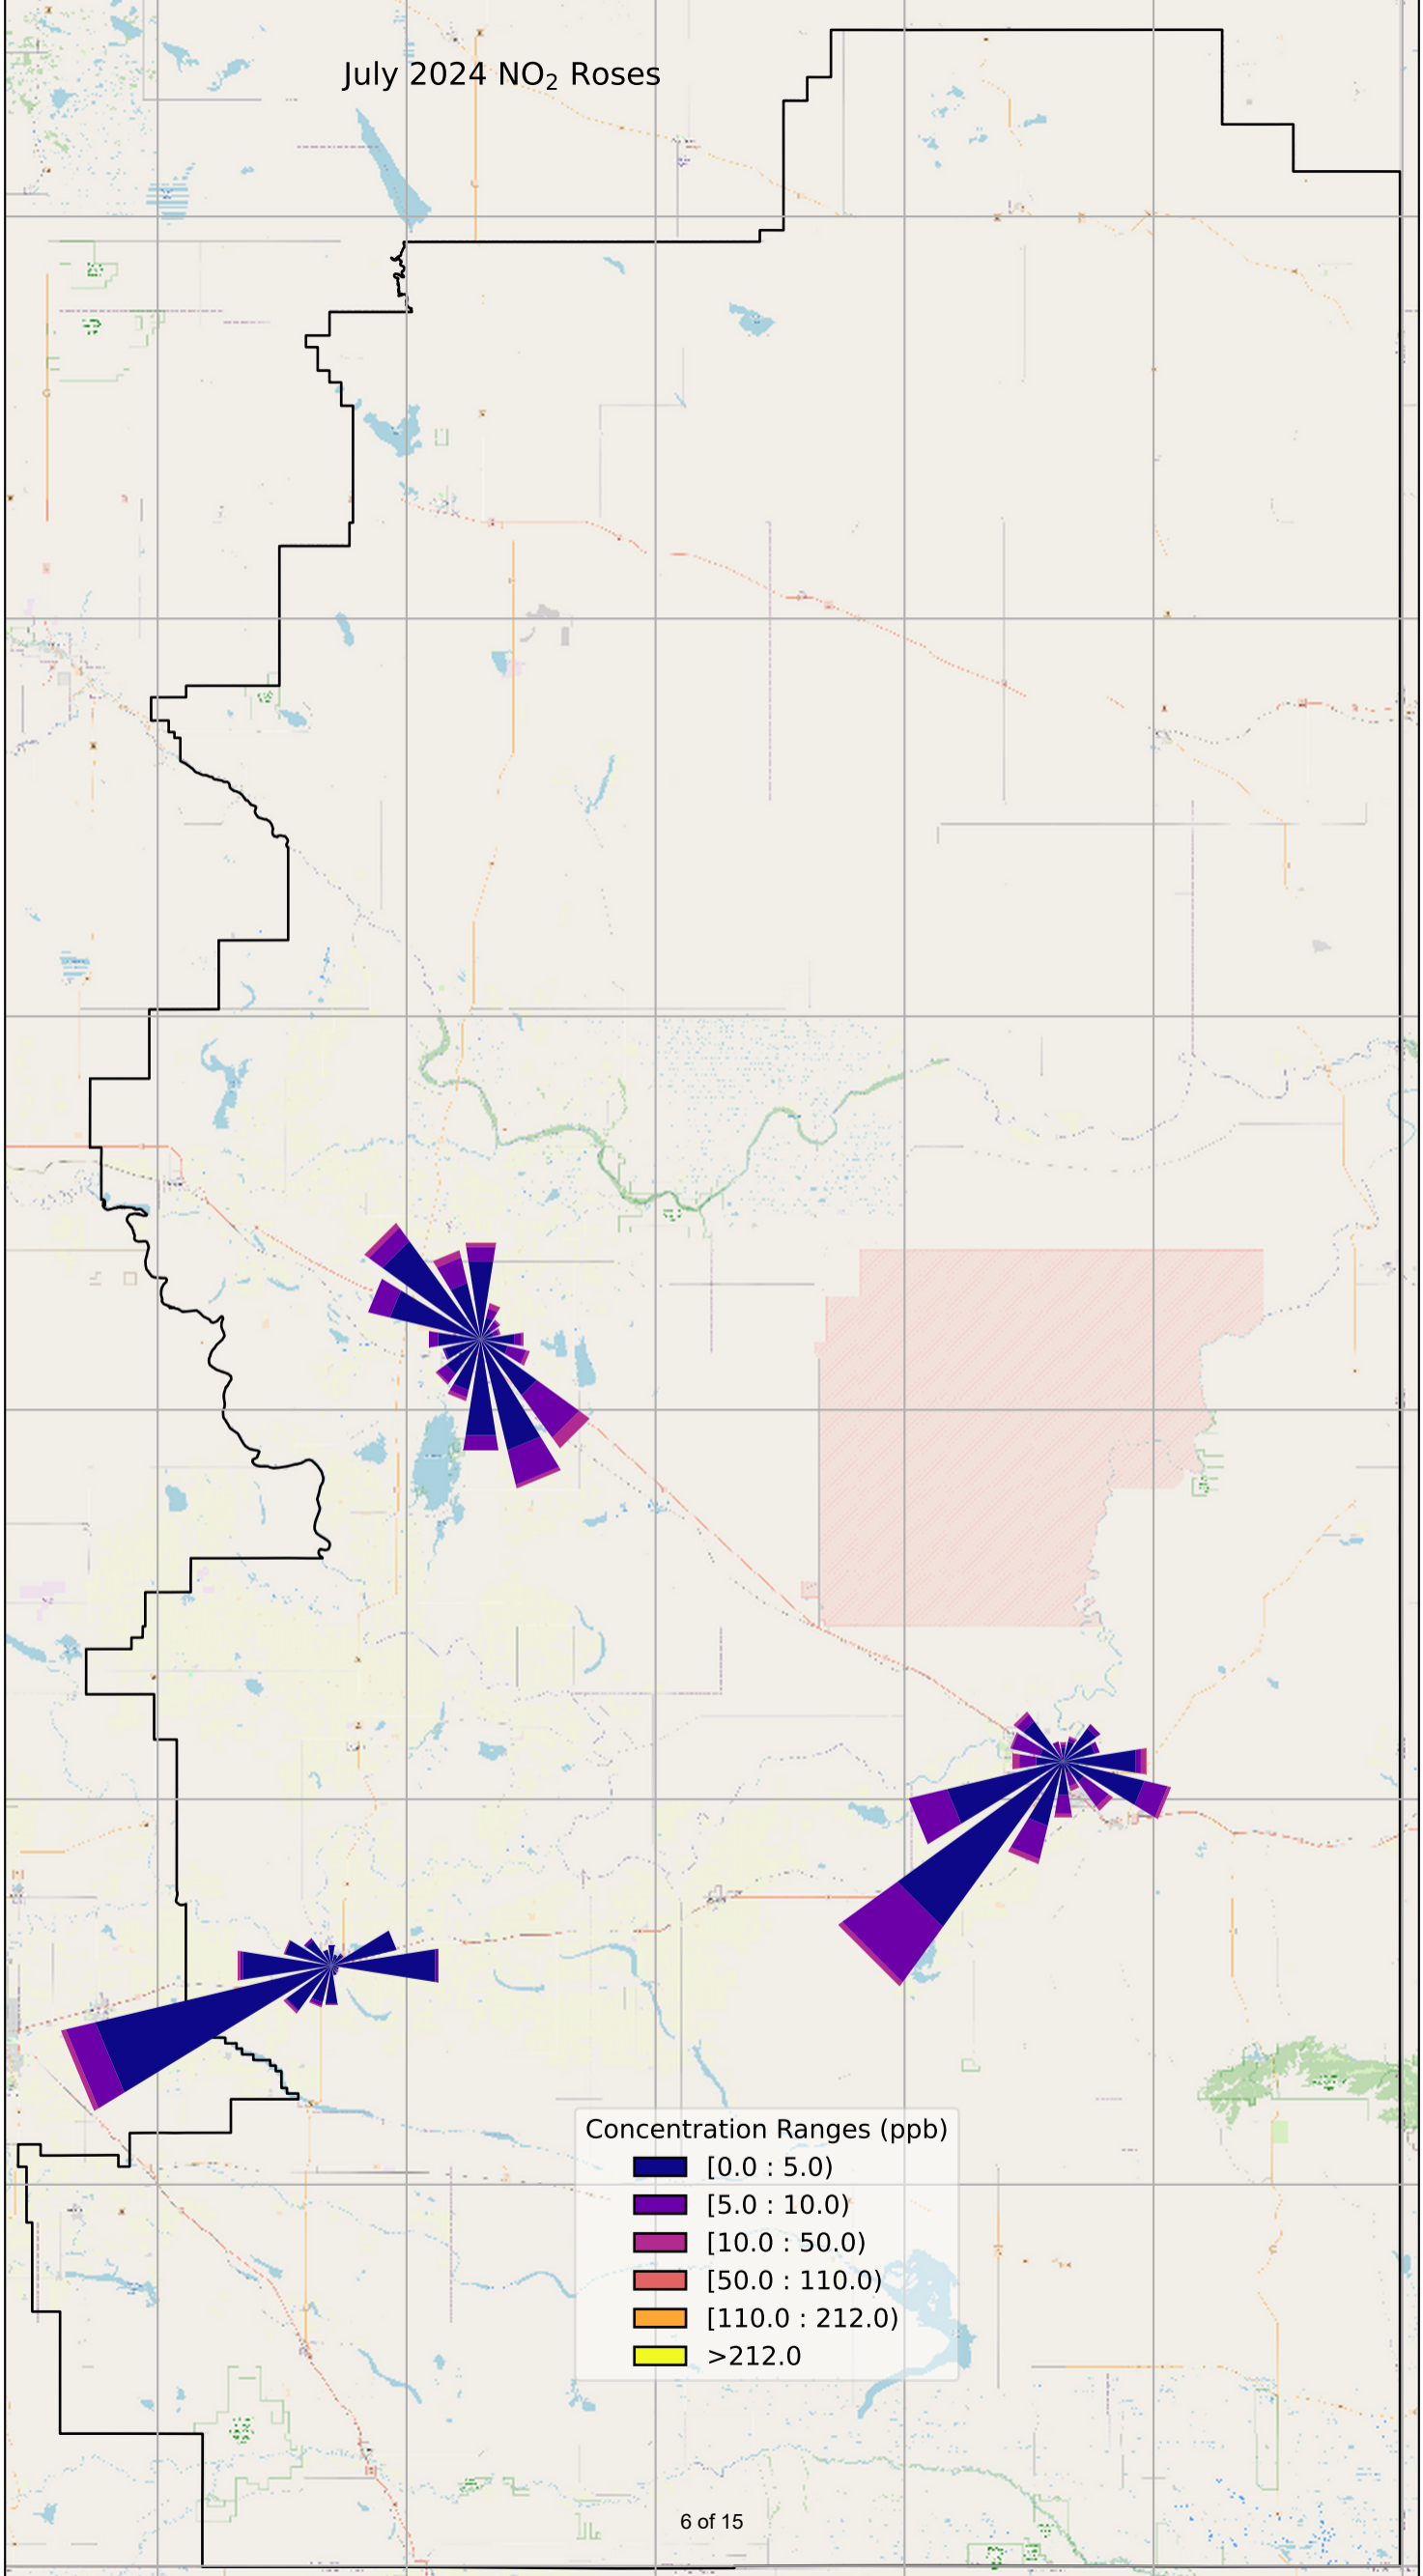 July 2024 NO₂ Roses
Concentration Ranges (ppb)
[0.0 : 5.0)
[5.0 : 10.0)
[10.0 : 50.0)
[50.0 : 110.0)
[110.0 : 212.0)
>212.0
6 of 15